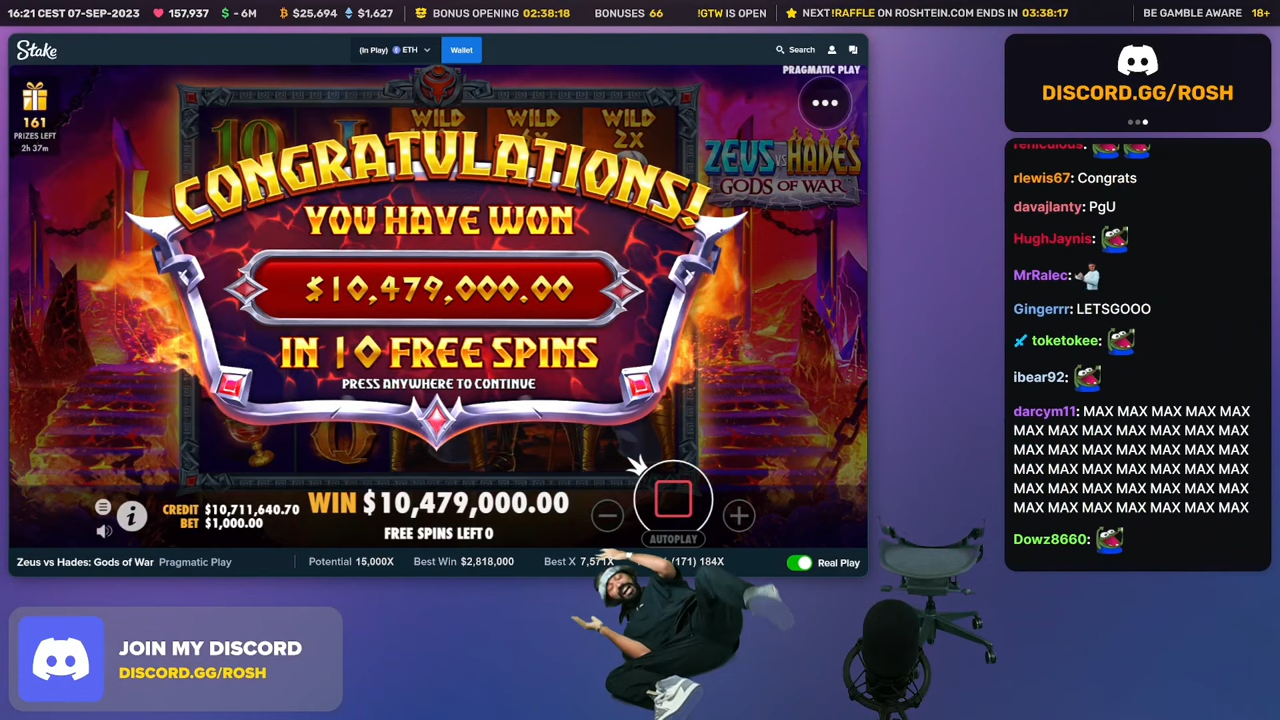 16:21 CEST 07-SEP-2023 157,937 $ - 6M $25,694 $1,627 BONUS OPENING 02:38:18 BONUSES 66 !GTW IS OPEN NEXT !RAFFLE ON ROSHTEIN.COM ENDS IN 03:38:17 BE GAMBLE AWARE 18+
Stake
(In Play) ETH Wallet
Search
PRAGMATIC PLAY
161
PRIZES LEFT
2h 37m
10 WILD WILD WILD
2X
ZEUS VS HADES
GODS OF WAR
CONGRATULATIONS!
YOU HAVE WON
$10,479,000.00
IN 10 FREE SPINS
PRESS ANYWHERE TO CONTINUE
Q
CREDIT $10,711,640.70
BET $1,000.00
WIN $10,479,000.00
FREE SPINS LEFT 0
AUTOPLAY
Zeus vs Hades: Gods of War Pragmatic Play Potential 15,000X Best Win $2,818,000 Best X 7,571X (171) 184X Real Play
JOIN MY DISCORD
DISCORD.GG/ROSH
DISCORD.GG/ROSH
reniculous:
rlewis67: Congrats
davajlanty: PgU
HughJaynis:
MrRalec:
Gingerrr: LETSGOOO
toketokee:
ibear92:
darcym11: MAX MAX MAX MAX MAX
MAX MAX MAX MAX MAX MAX MAX
MAX MAX MAX MAX MAX MAX MAX
MAX MAX MAX MAX MAX MAX MAX
MAX MAX MAX MAX MAX MAX MAX
MAX MAX MAX MAX MAX MAX MAX
Dowz8660: